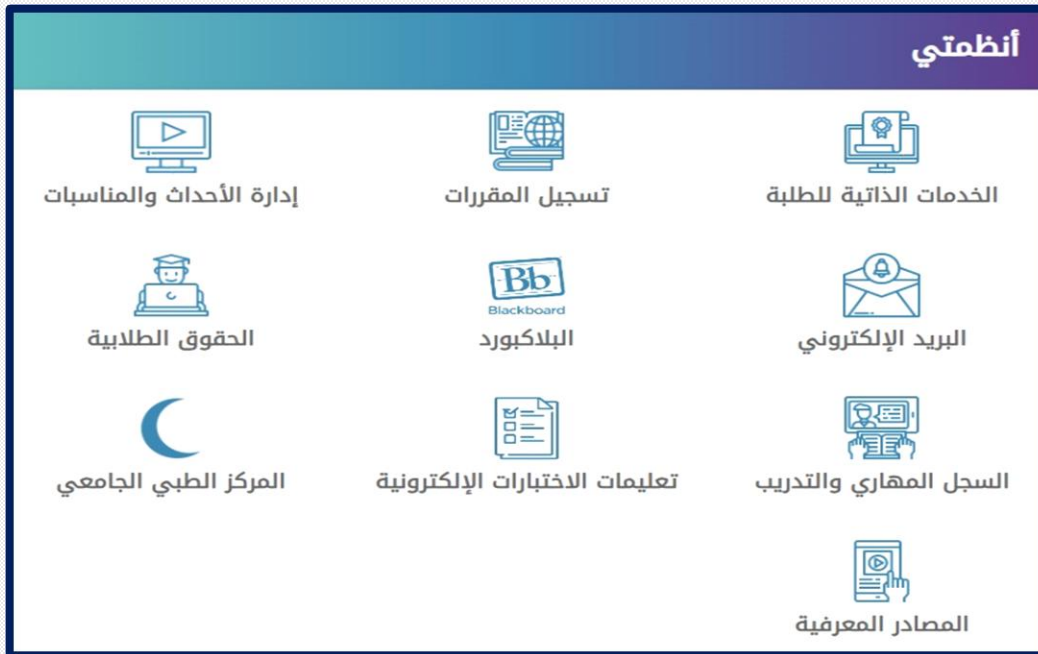 أنظمتي
الخدمات الذاتية للطلبة
تسجيل المقررات
إدارة الأحداث والمناسبات
البريد الإلكتروني
Bb
Blackboard
البلاكبورد
الحقوق الطلابية
السجل المهاري والتدريب
تعليمات الاختبارات الإلكترونية
المركز الطبي الجامعي
المصادر المعرفية